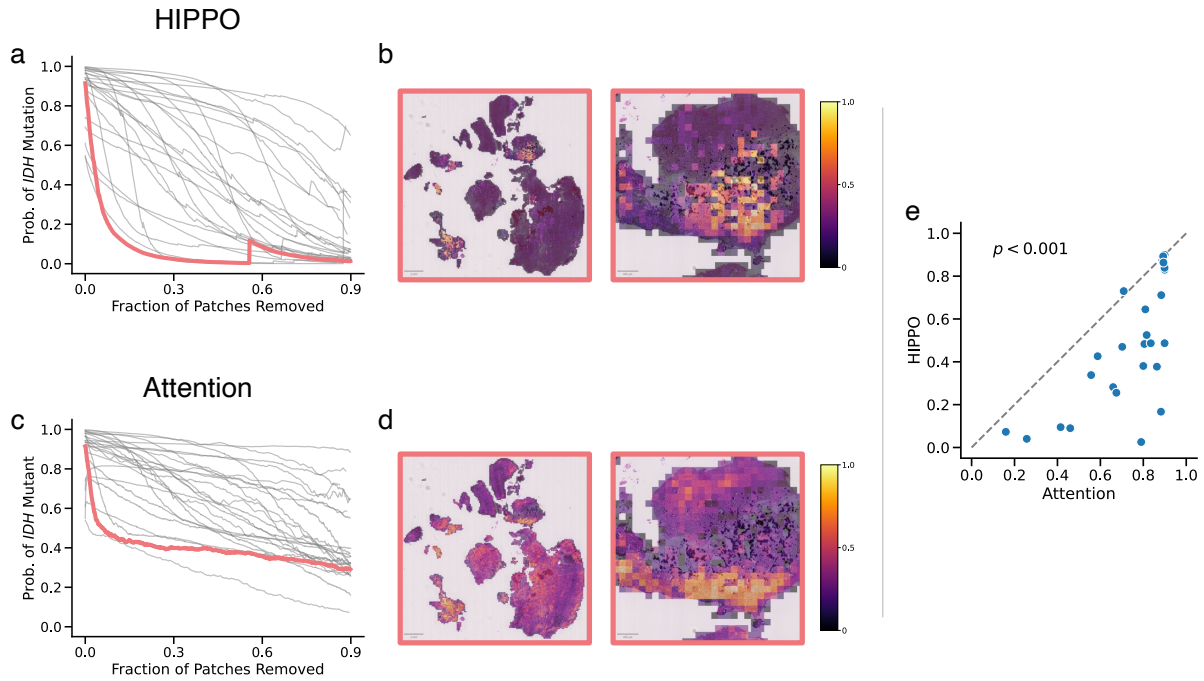 HIPPO
a
Prob. of IDH Mutation
1.0
0.8
0.6
0.4
0.2
0.0
0.0 0.3 0.6 0.9
Fraction of Patches Removed
b
1.0
0.5
0
Attention
c
Prob. of IDH Mutant
1.0
0.8
0.6
0.4
0.2
0.0
0.0 0.3 0.6 0.9
Fraction of Patches Removed
d
1.0
0.5
0
e
p < 0.001
HIPPO
1.0
0.8
0.6
0.4
0.2
0.0
0.0 0.2 0.4 0.6 0.8 1.0
Attention